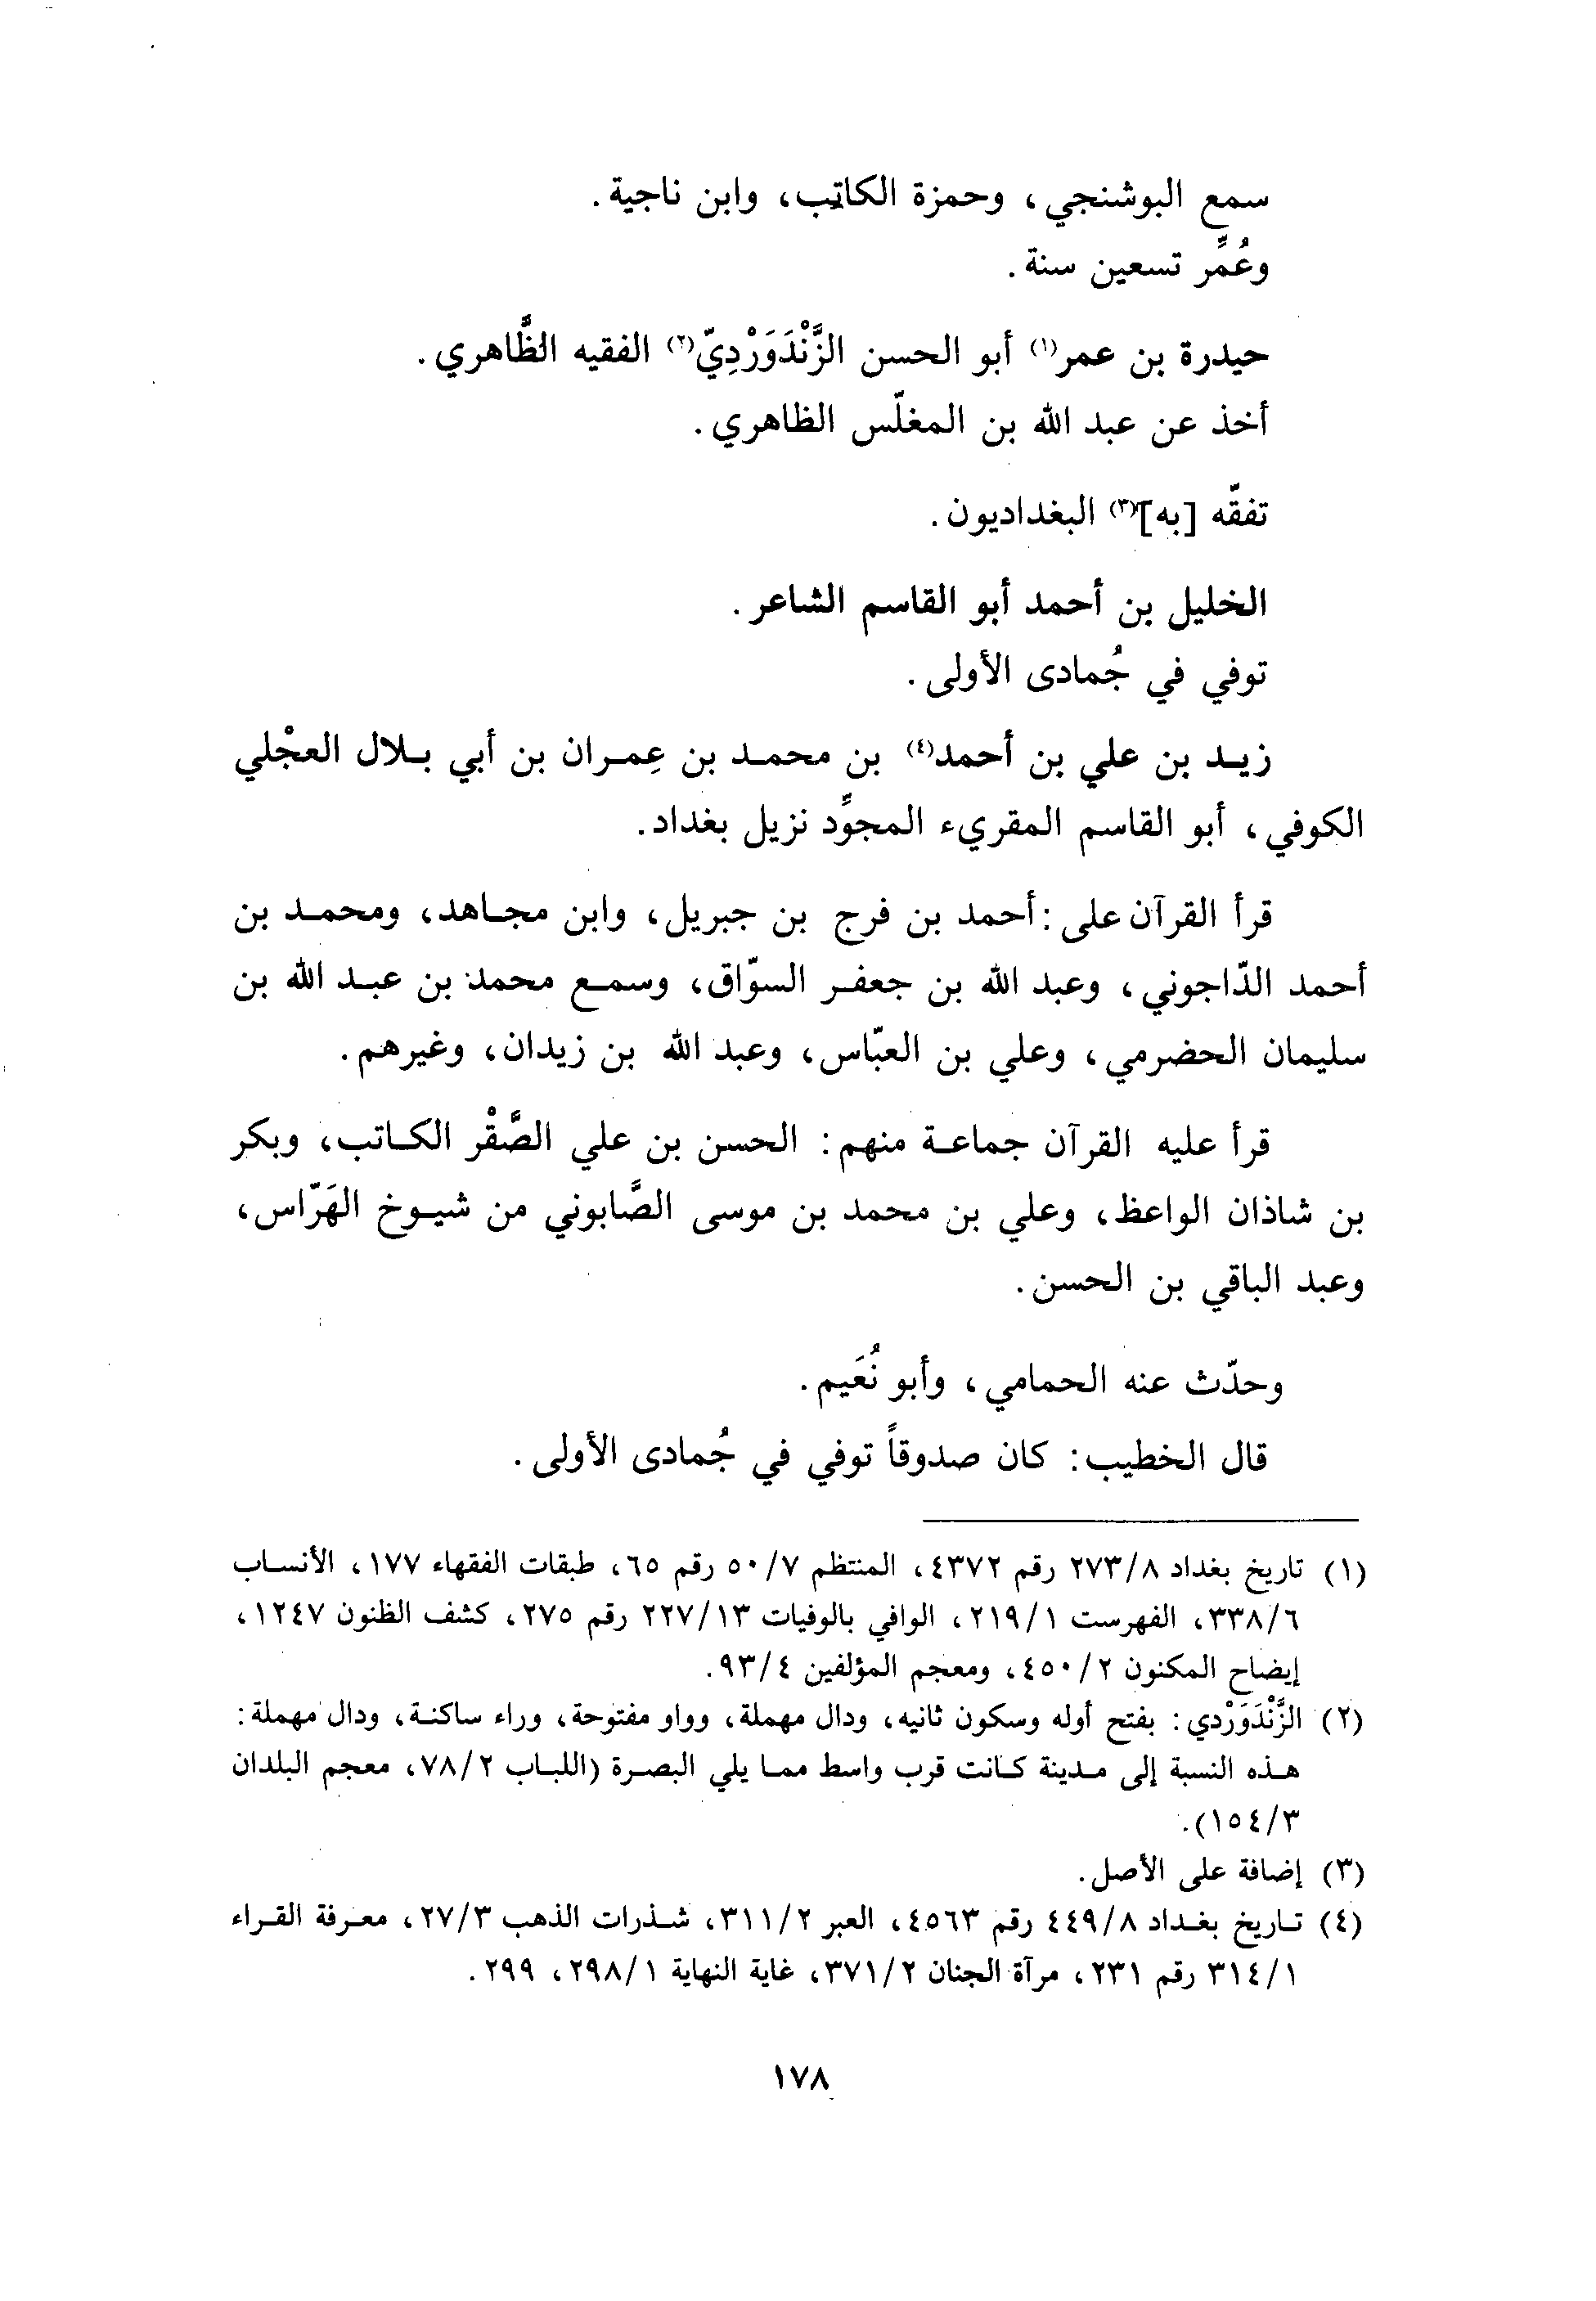 سمع البوشنجي، وحمزة الكاتب، وابن ناجية.
وعُمِّر تسعين سنة.
حيدرة بن عمر(١) أبو الحسن الزَّنْدَوَرْدِيّ(٢) الفقيه الظَّاهري.
أخذ عن عبد الله بن المغلّس الظاهري.
تفقّه [به](٣) البغداديون.
الخليل بن أحمد أبو القاسم الشاعر.
توفي في جُمادى الأولى.
زيد بن علي بن أحمد(٤) بن محمد بن عِمران بن أبي بلال العجْلي
الكوفي، أبو القاسم المقريء المجوِّد نزيل بغداد.
قرأ القرآن على: أحمد بن فرج بن جبريل، وابن مجاهد، ومحمد بن
أحمد الدّاجوني، وعبد الله بن جعفر السوّاق، وسمع محمد بن عبد الله بن
سليمان الحضرمي، وعلي بن العبّاس، وعبد الله بن زيدان، وغيرهم.
قرأ عليه القرآن جماعة منهم: الحسن بن علي الصَّقْر الكاتب، وبكر
بن شاذان الواعظ، وعلي بن محمد بن موسى الصَّابوني من شيوخ الهَرّاس،
وعبد الباقي بن الحسن.
وحدّث عنه الحمامي، وأبو نُعَيم.
قال الخطيب: كان صدوقاً توفي في جُمادى الأولى.
(١) تاريخ بغداد ٢٧٣/٨ رقم ٤٣٧٢، المنتظم ٥٠/٧ رقم ٦٥، طبقات الفقهاء ١٧٧، الأنساب
٣٣٨/٦، الفهرست ٢١٩/١، الوافي بالوفيات ٢٢٧/١٣ رقم ٢٧٥، كشف الظنون ١٢٤٧،
إيضاح المكنون ٤٥٠/٢، ومعجم المؤلفين ٩٣/٤.
(٢) الزَّنْدَوَرْدي: بفتح أوله وسكون ثانيه، ودال مهملة، وواو مفتوحة، وراء ساكنة، ودال مهملة:
هذه النسبة إلى مدينة كانت قرب واسط مما يلي البصرة (اللباب ٧٨/٢، معجم البلدان
١٥٤/٣).
(٣) إضافة على الأصل.
(٤) تاريخ بغداد ٤٤٩/٨ رقم ٤٥٦٣، العبر ٣١١/٢، شذرات الذهب ٢٧/٣، معرفة القراء
٣١٤/١ رقم ٢٣١، مرآة الجنان ٣٧١/٢، غاية النهاية ٢٩٨/١، ٢٩٩.
١٧٨